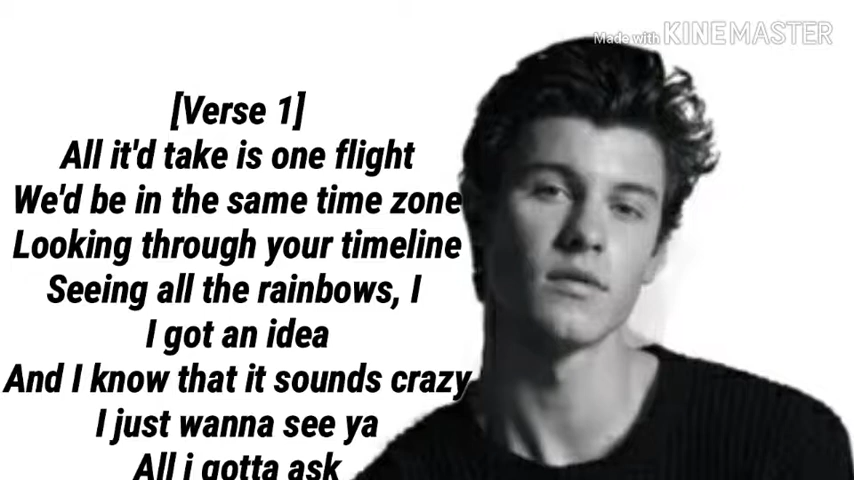 Made with KINEMASTER
[Verse 1]
All it'd take is one flight
We'd be in the same time zone
Looking through your timeline
Seeing all the rainbows, I
I got an idea
And I know that it sounds crazy
I just wanna see ya
All i gotta ask